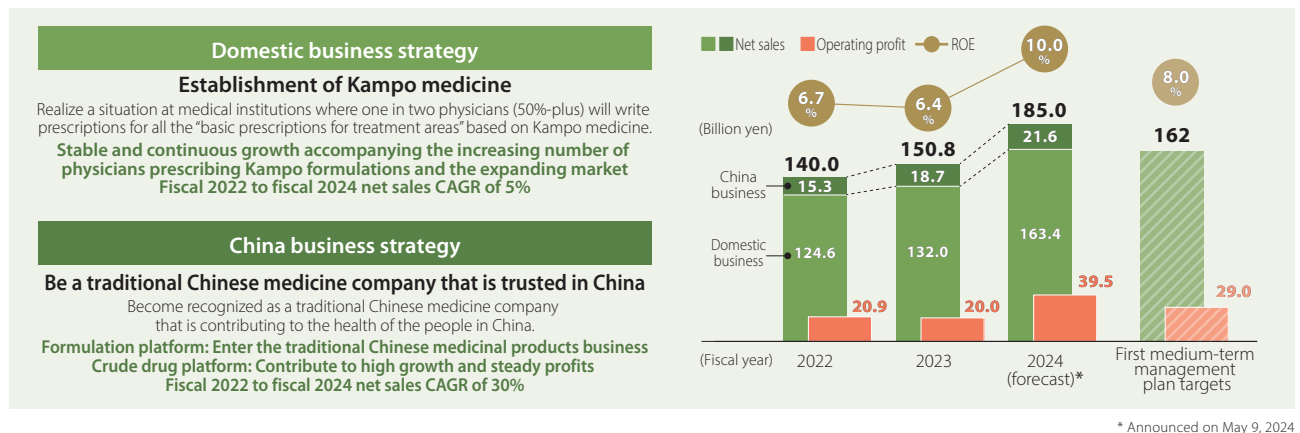 Domestic business strategy
Establishment of Kampo medicine
Realize a situation at medical institutions where one in two physicians (50%-plus) will write
prescriptions for all the “basic prescriptions for treatment areas” based on Kampo medicine.
Stable and continuous growth accompanying the increasing number of
physicians prescribing Kampo formulations and the expanding market
Fiscal 2022 to fiscal 2024 net sales CAGR of 5%
China business strategy
Be a traditional Chinese medicine company that is trusted in China
Become recognized as a traditional Chinese medicine company
that is contributing to the health of the people in China.
Formulation platform: Enter the traditional Chinese medicinal products business
Crude drug platform: Contribute to high growth and steady profits
Fiscal 2022 to fiscal 2024 net sales CAGR of 30%
Net sales Operating profit ROE
(Billion yen)
6.7
%
6.4
%
10.0
%
8.0
%
140.0
150.8
185.0
162
China
business
15.3
18.7
21.6
Domestic
business
124.6
132.0
163.4
20.9
20.0
39.5
29.0
(Fiscal year)
2022
2023
2024
(forecast)*
First medium-term
management
plan targets
* Announced on May 9, 2024